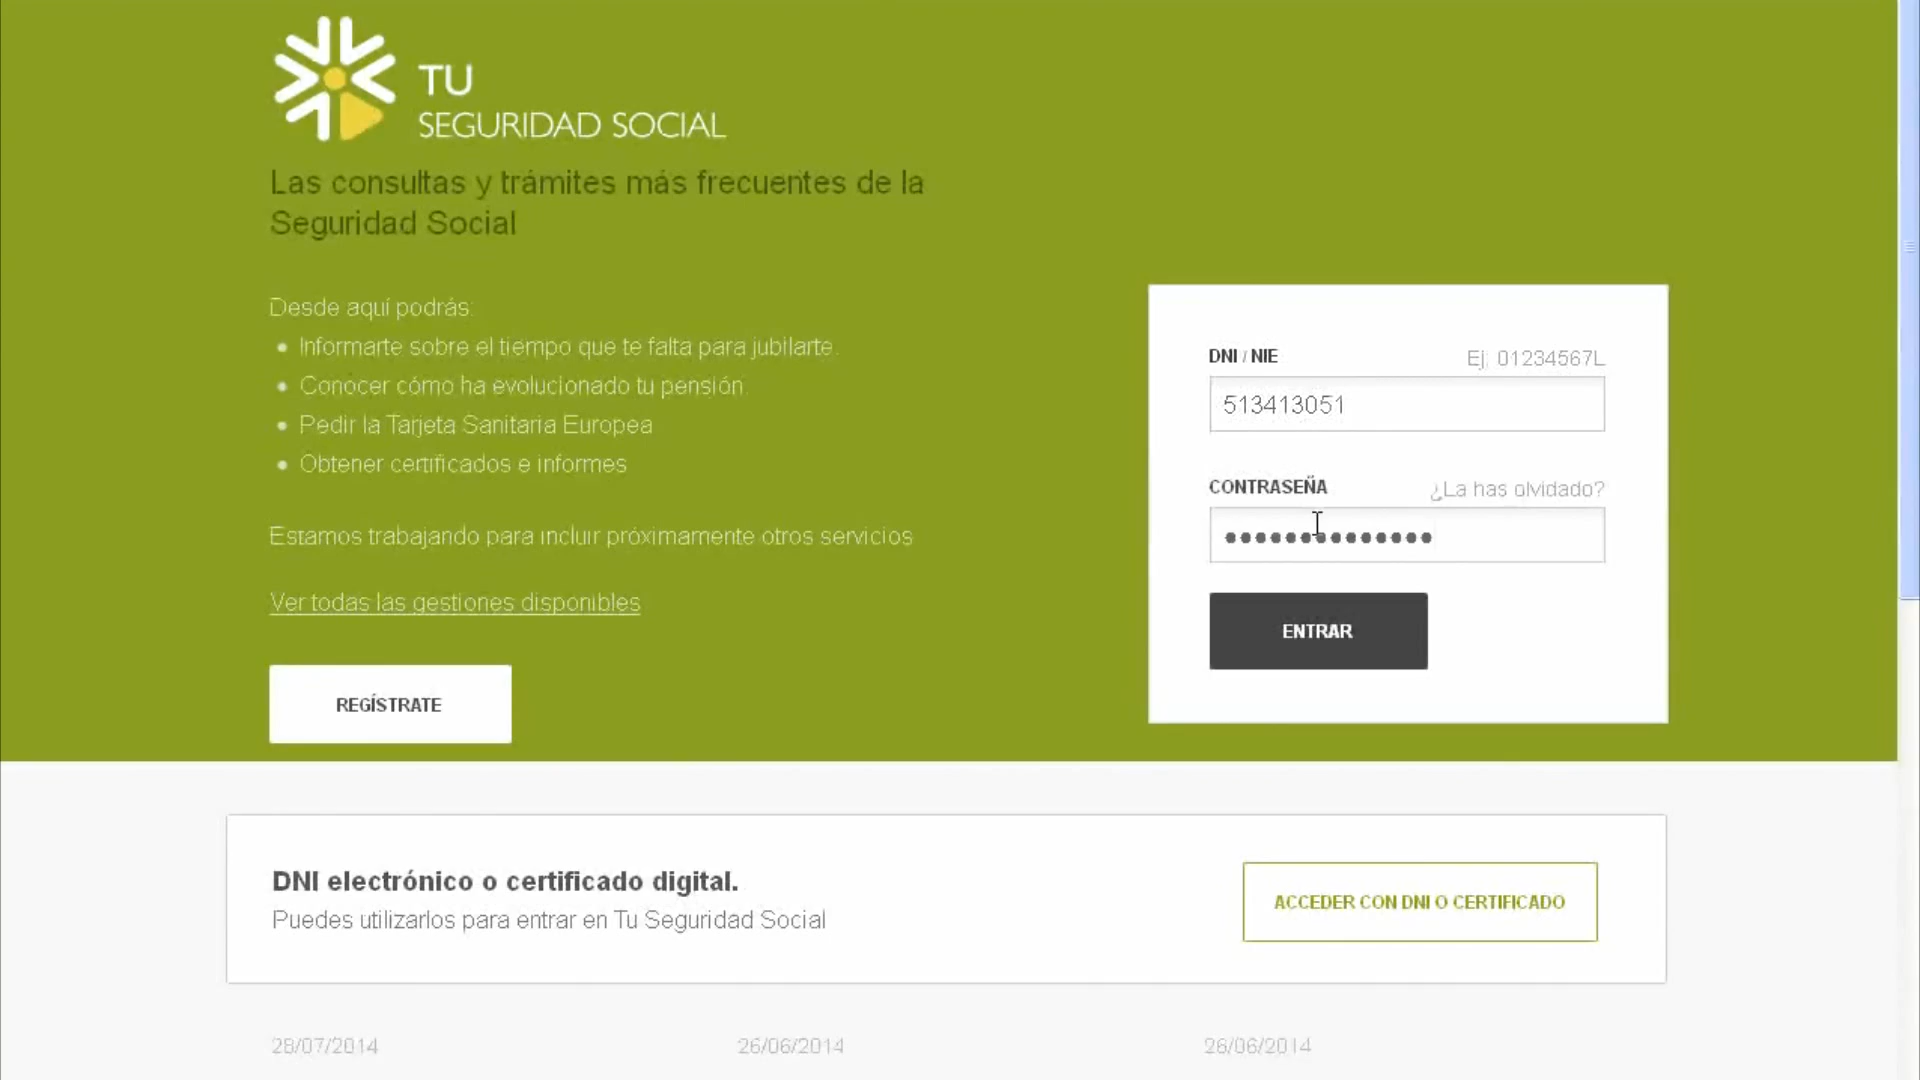 TU
SEGURIDAD SOCIAL
Las consultas y trámites más frecuentes de la
Seguridad Social
Desde aquí podrás:
Informarte sobre el tiempo que te falta para jubilarte.
Conocer cómo ha evolucionado tu pensión
Pedir la Tarjeta Sanitaria Europea
Obtener certificados e informes
Estamos trabajando para incluir próximamente otros servicios
Ver todas las gestiones disponibles
REGÍSTRATE
DNI / NIE Ej. 01234567L
513413051
CONTRASEÑA ¿La has olvidado?
ENTRAR
DNI electrónico o certificado digital.
Puedes utilizarlos para entrar en Tu Seguridad Social
ACCEDER CON DNI O CERTIFICADO
28/07/2014 26/06/2014 26/06/2014